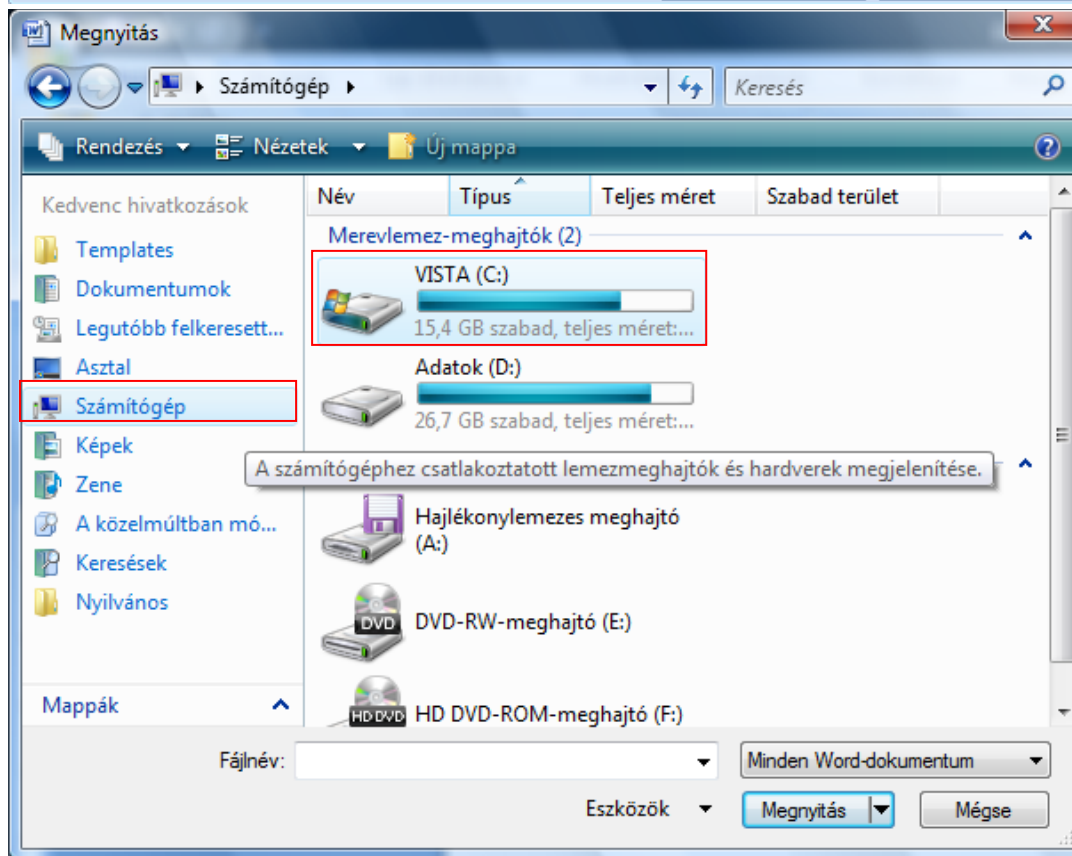 Megnyitás
Számítógép
Keresés
Rendezés
Nézetek
Új mappa
Kedvenc hivatkozások
Templates
Dokumentumok
Legutóbb felkeresett...
Asztal
Számítógép
Képek
Zene
A közelmúltban mó...
Keresések
Nyilvános
Mappák
Név Típus Teljes méret Szabad terület
Merevlemez-meghajtók (2)
VISTA (C:)
15,4 GB szabad, teljes méret:...
Adatok (D:)
26,7 GB szabad, teljes méret:...
A számítógéphez csatlakoztatott lemezmeghajtók és hardverek megjelenítése.
Hajlékonylemezes meghajtó
(A:)
DVD
DVD-RW-meghajtó (E:)
HD DVD
HD DVD-ROM-meghajtó (F:)
Fájlnév:
Minden Word-dokumentum
Eszközök
Megnyitás
Mégse